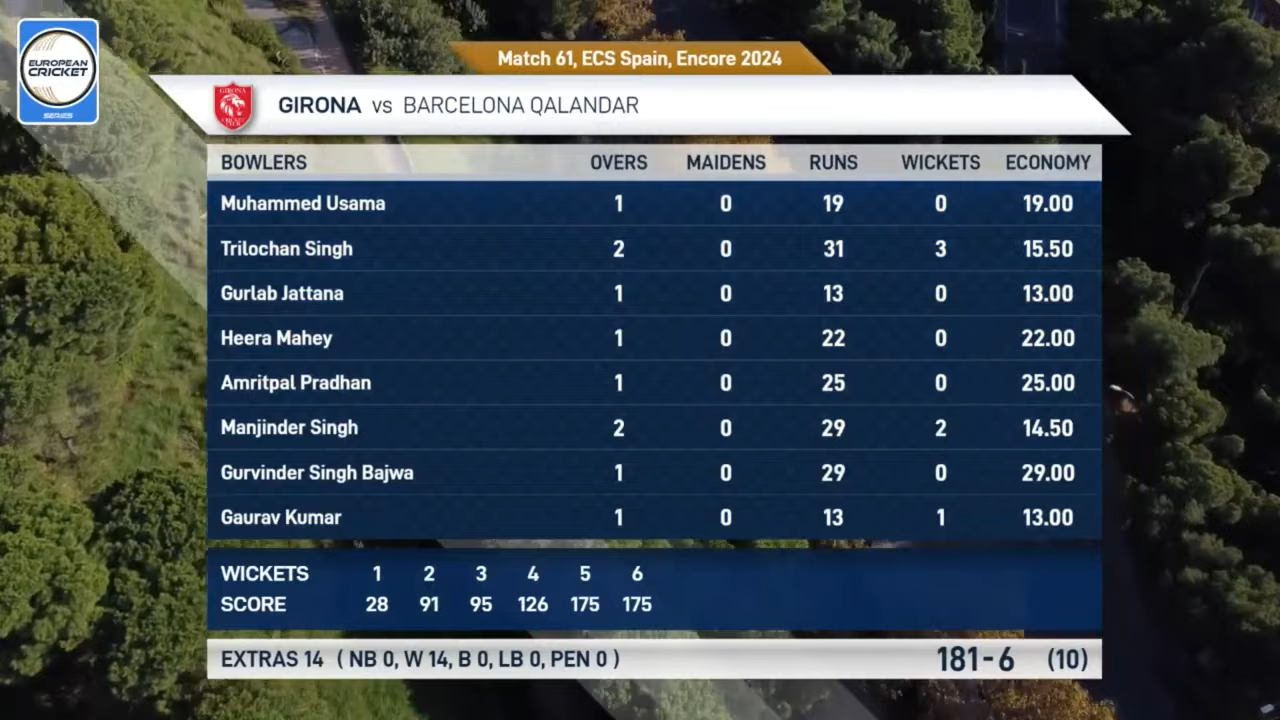 EUROPEAN
CRICKET
SERIES
Match 61, ECS Spain, Encore 2024
GIRONA
GIRONA vs BARCELONA QALANDAR
BOWLERS OVERS MAIDENS RUNS WICKETS ECONOMY
Muhammed Usama 1 0 19 0 19.00
Trilochan Singh 2 0 31 3 15.50
Gurlab Jattana 1 0 13 0 13.00
Heera Mahey 1 0 22 0 22.00
Amritpal Pradhan 1 0 25 0 25.00
Manjinder Singh 2 0 29 2 14.50
Gurvinder Singh Bajwa 1 0 29 0 29.00
Gaurav Kumar 1 0 13 1 13.00
WICKETS 1 2 3 4 5 6
SCORE 28 91 95 126 175 175
EXTRAS 14 ( NB 0, W 14, B 0, LB 0, PEN 0 ) 181-6 (10)